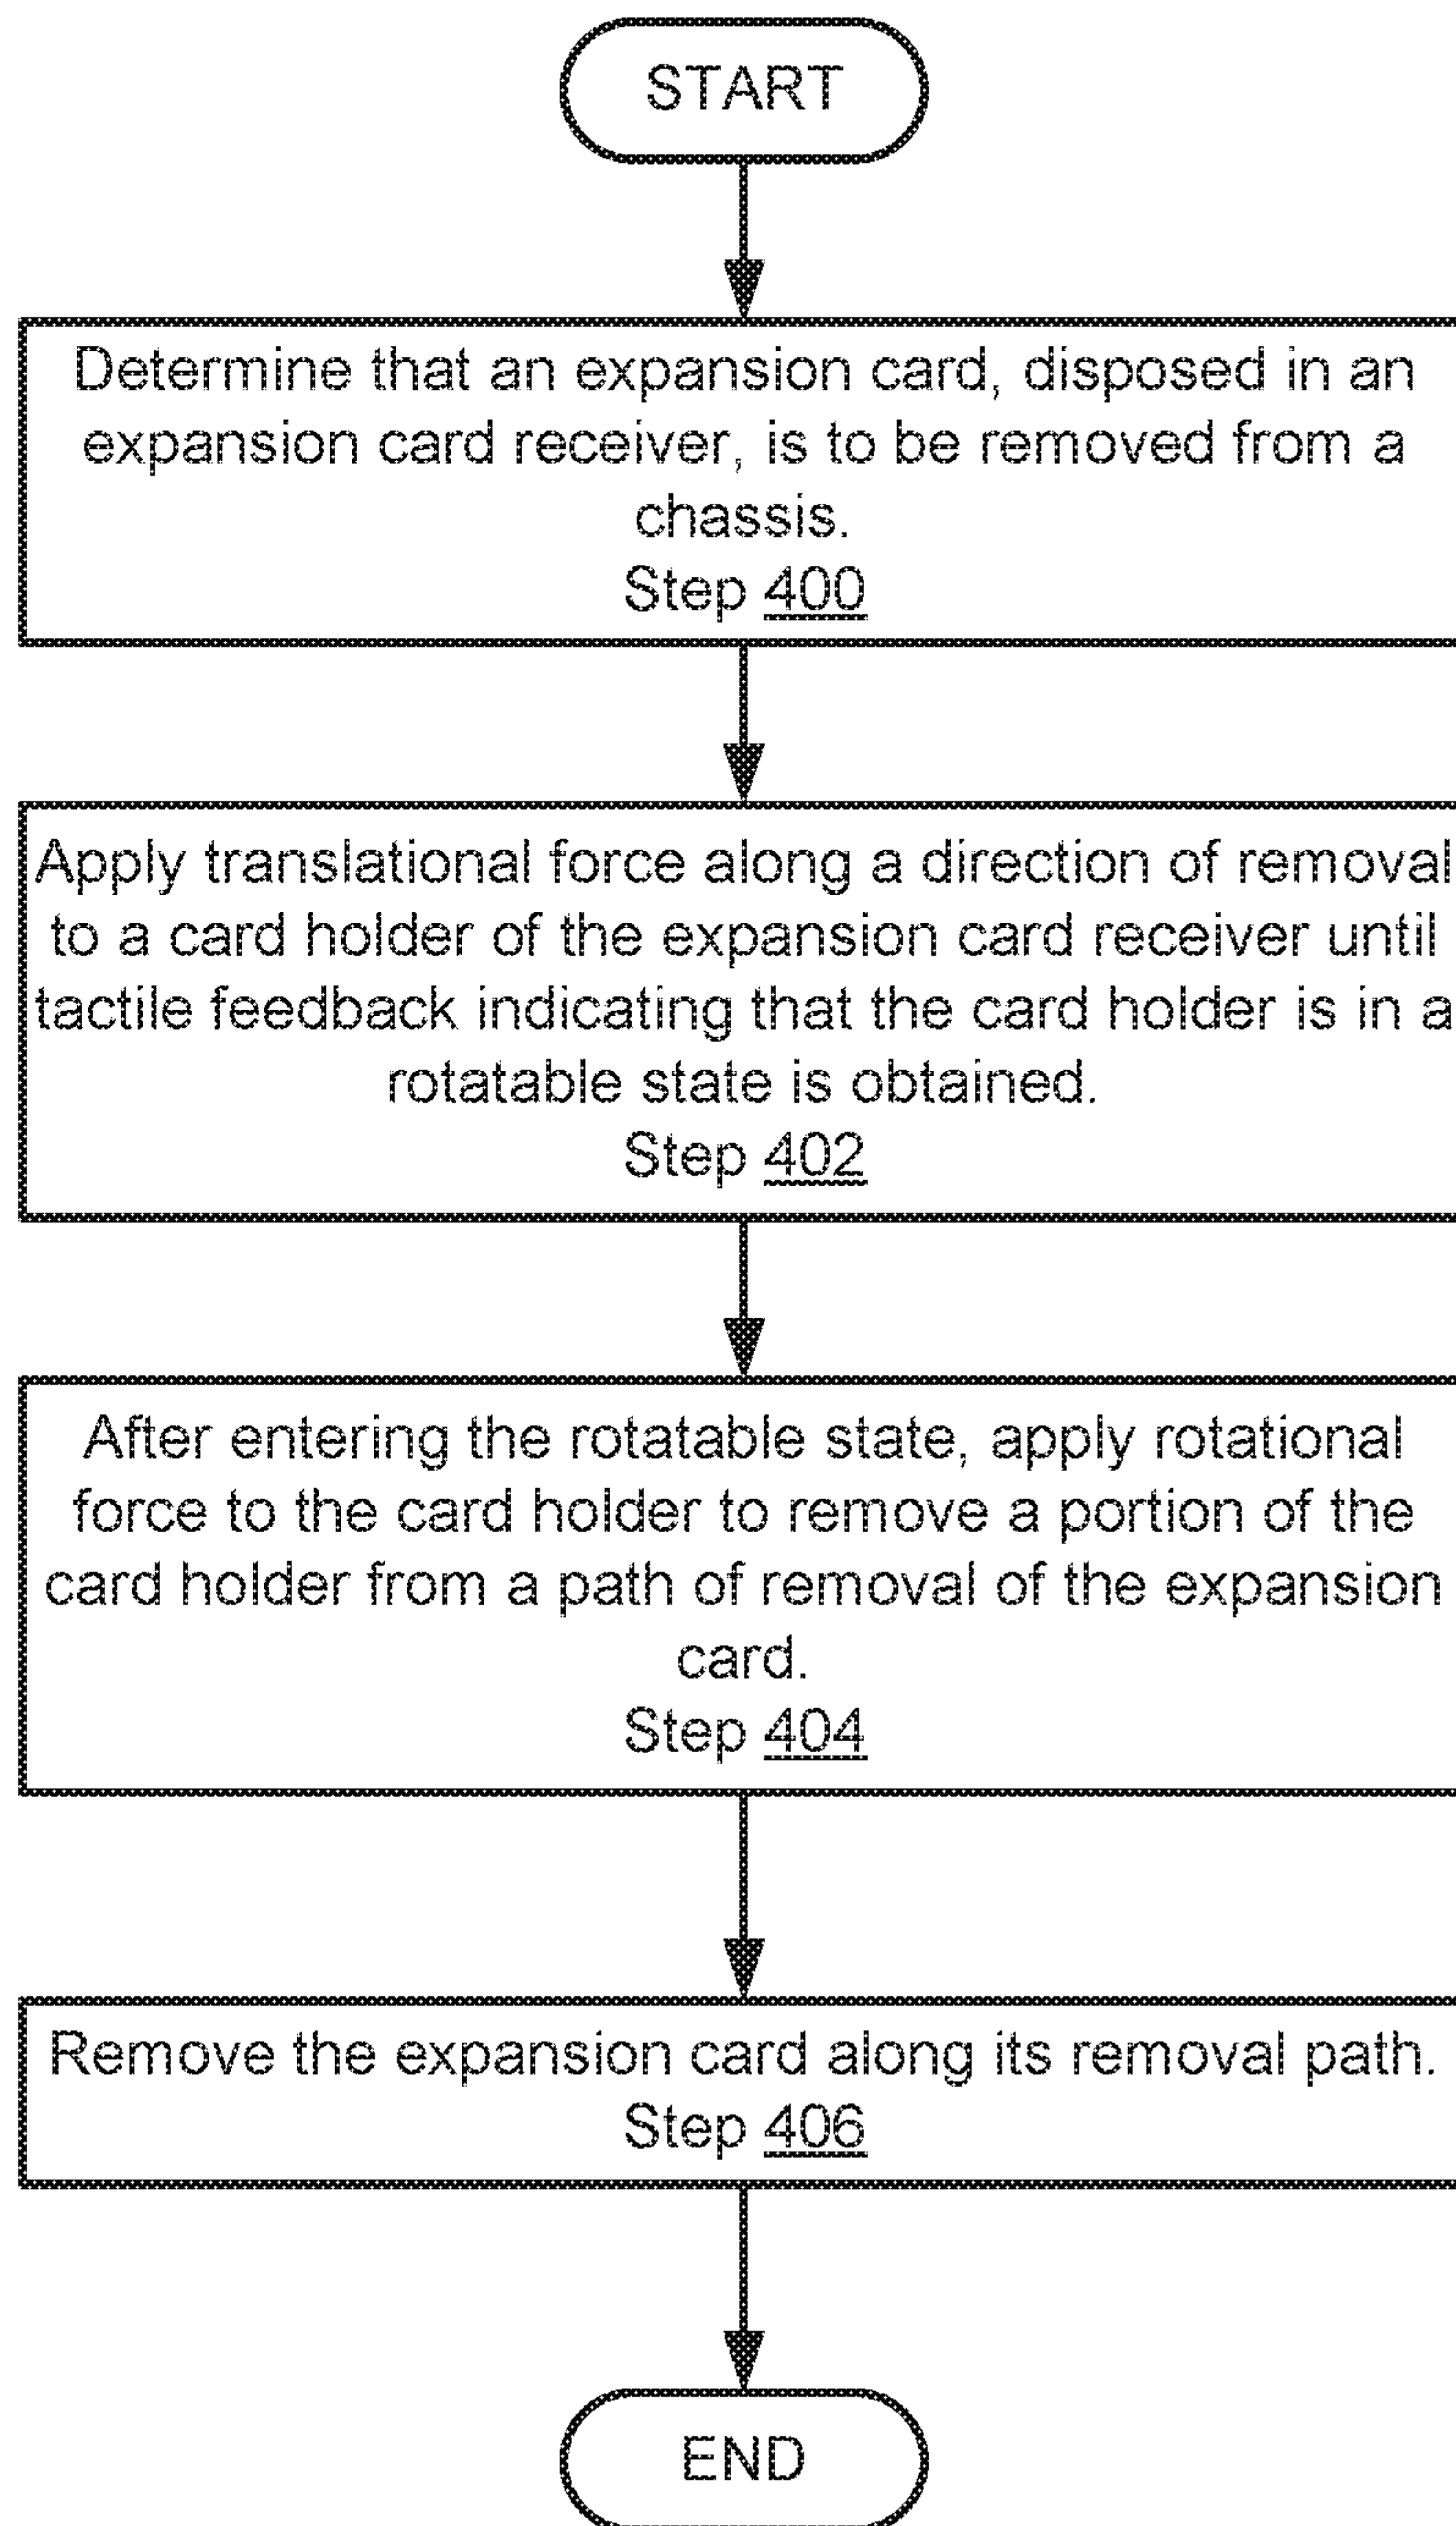 START
Determine that an expansion card, disposed in an
expansion card receiver, is to be removed from a
chassis.
Step 400
Apply translational force along a direction of removal
to a card holder of the expansion card receiver until
tactile feedback indicating that the card holder is in a
rotatable state is obtained.
Step 402
After entering the rotatable state, apply rotational
force to the card holder to remove a portion of the
card holder from a path of removal of the expansion
card.
Step 404
Remove the expansion card along its removal path.
Step 406
END